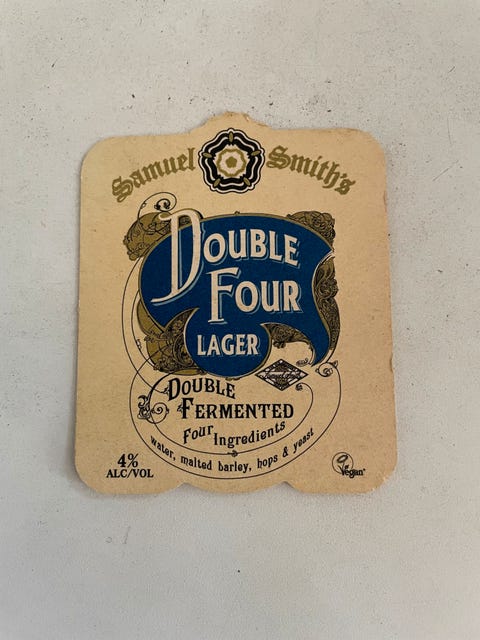 Samuel Smith's
DOUBLE
FOUR
LAGER
DOUBLE
FERMENTED
Four Ingredients
water, malted barley, hops & yeast
4%
ALC/VOL
Vegan